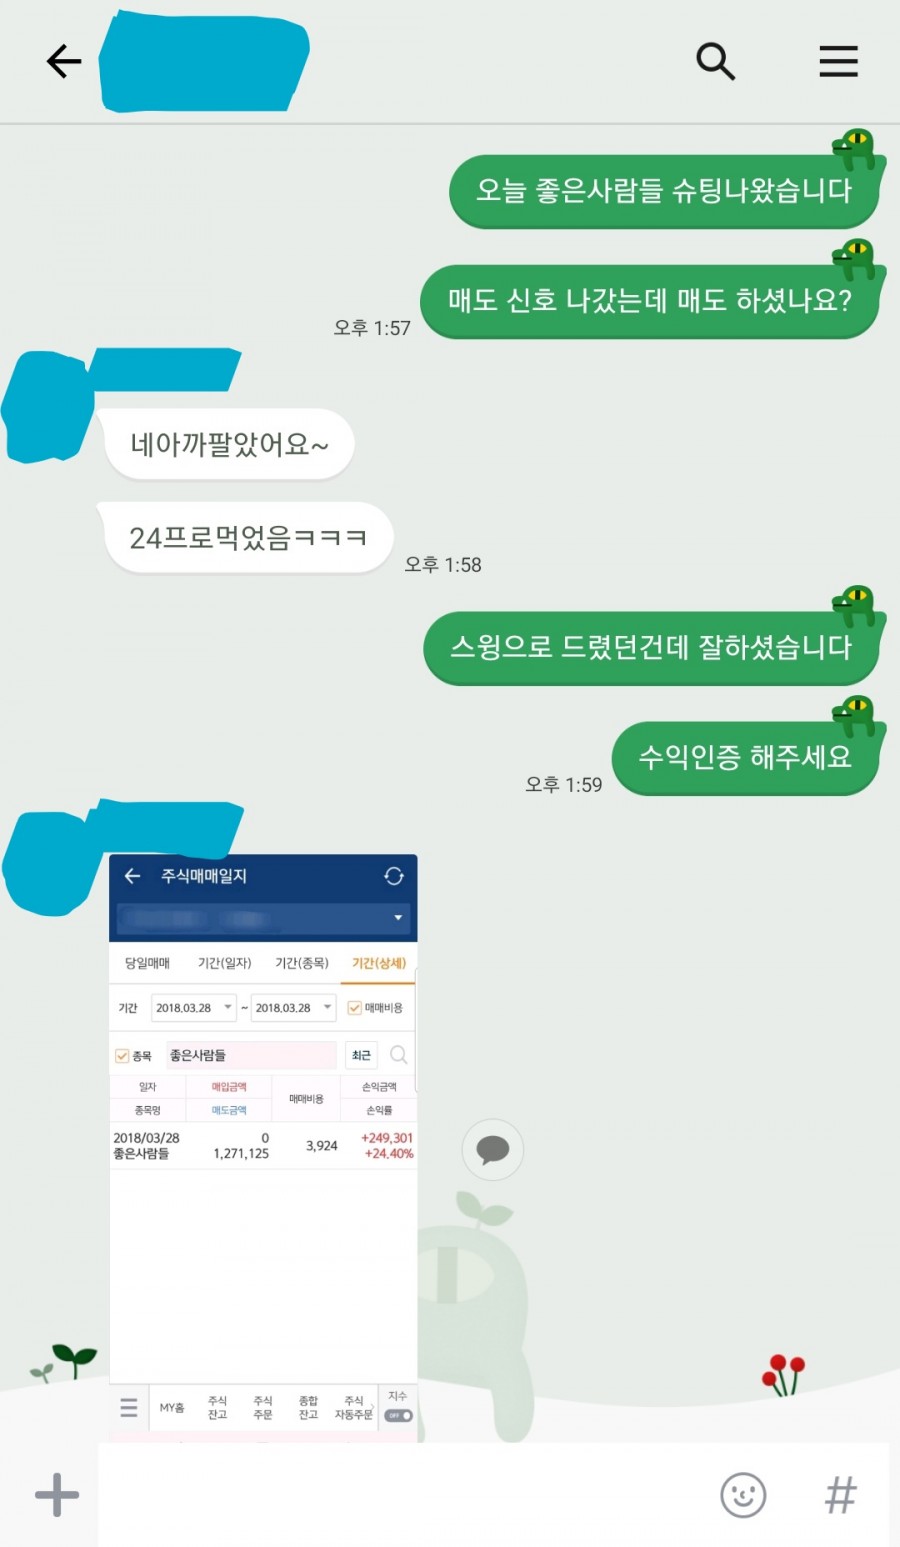 오늘 좋은사람들 슈팅나왔습니다
매도 신호 나갔는데 매도 하셨나요?
오후 1:57
네아까팔았어요~
24프로먹었음ㅋㅋㅋ
오후 1:58
스윙으로 드렸던건데 잘하셨습니다
수익인증 해주세요
오후 1:59
주식매매일지
당일매매 기간(일자) 기간(종목) 기간(상세)
기간 2018.03.28 ~ 2018.03.28 매매비용
종목 좋은사람들 최근
일자 매입금액 매매비용 손익금액
종목명 매도금액 손익률
2018/03/28 0 3,924 +249,301
좋은사람들 1,271,125 +24.40%
MY홈 주식 잔고 주식 주문 종합 잔고 주식 자동주문 지수 OFF
#